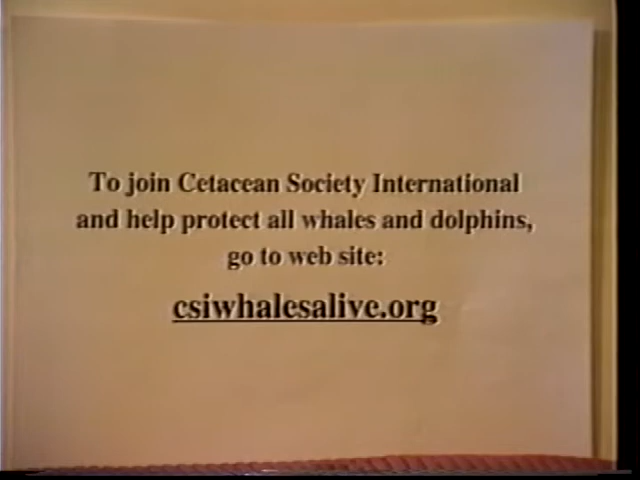 To join Cetacean Society International
and help protect all whales and dolphins,
go to web site:
csiwhalesalive.org